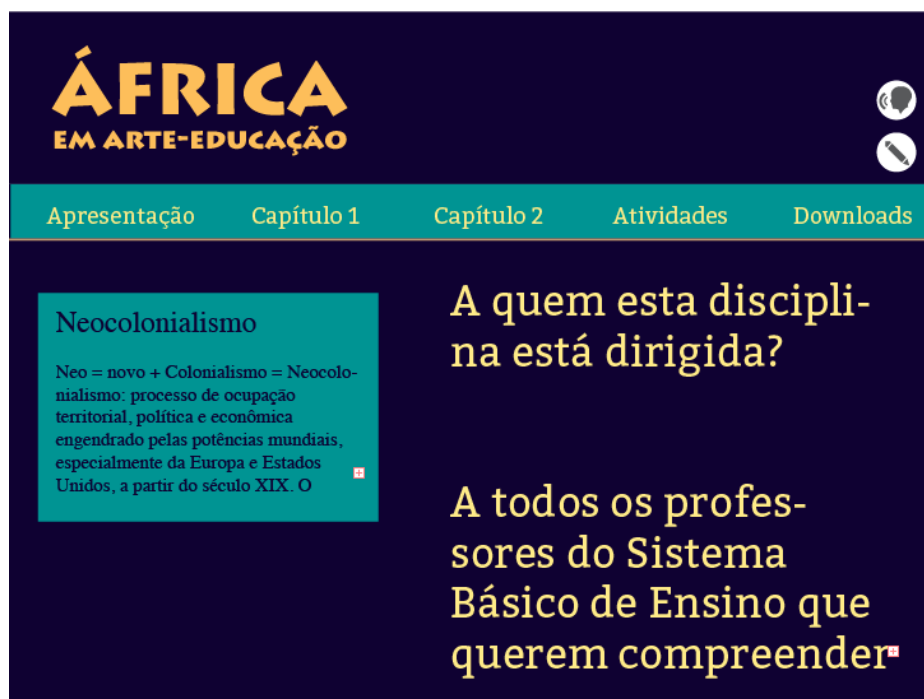 ÁFRICA
EM ARTE-EDUCAÇÃO
Apresentação Capítulo 1 Capítulo 2 Atividades Downloads
Neocolonialismo
Neo = novo + Colonialismo = Neocolo-
nialismo: processo de ocupação
territorial, política e econômica
engendrado pelas potências mundiais,
especialmente da Europa e Estados
Unidos, a partir do século XIX. O
A quem esta discipli-
na está dirigida?
A todos os profes-
sores do Sistema
Básico de Ensino que
querem compreender